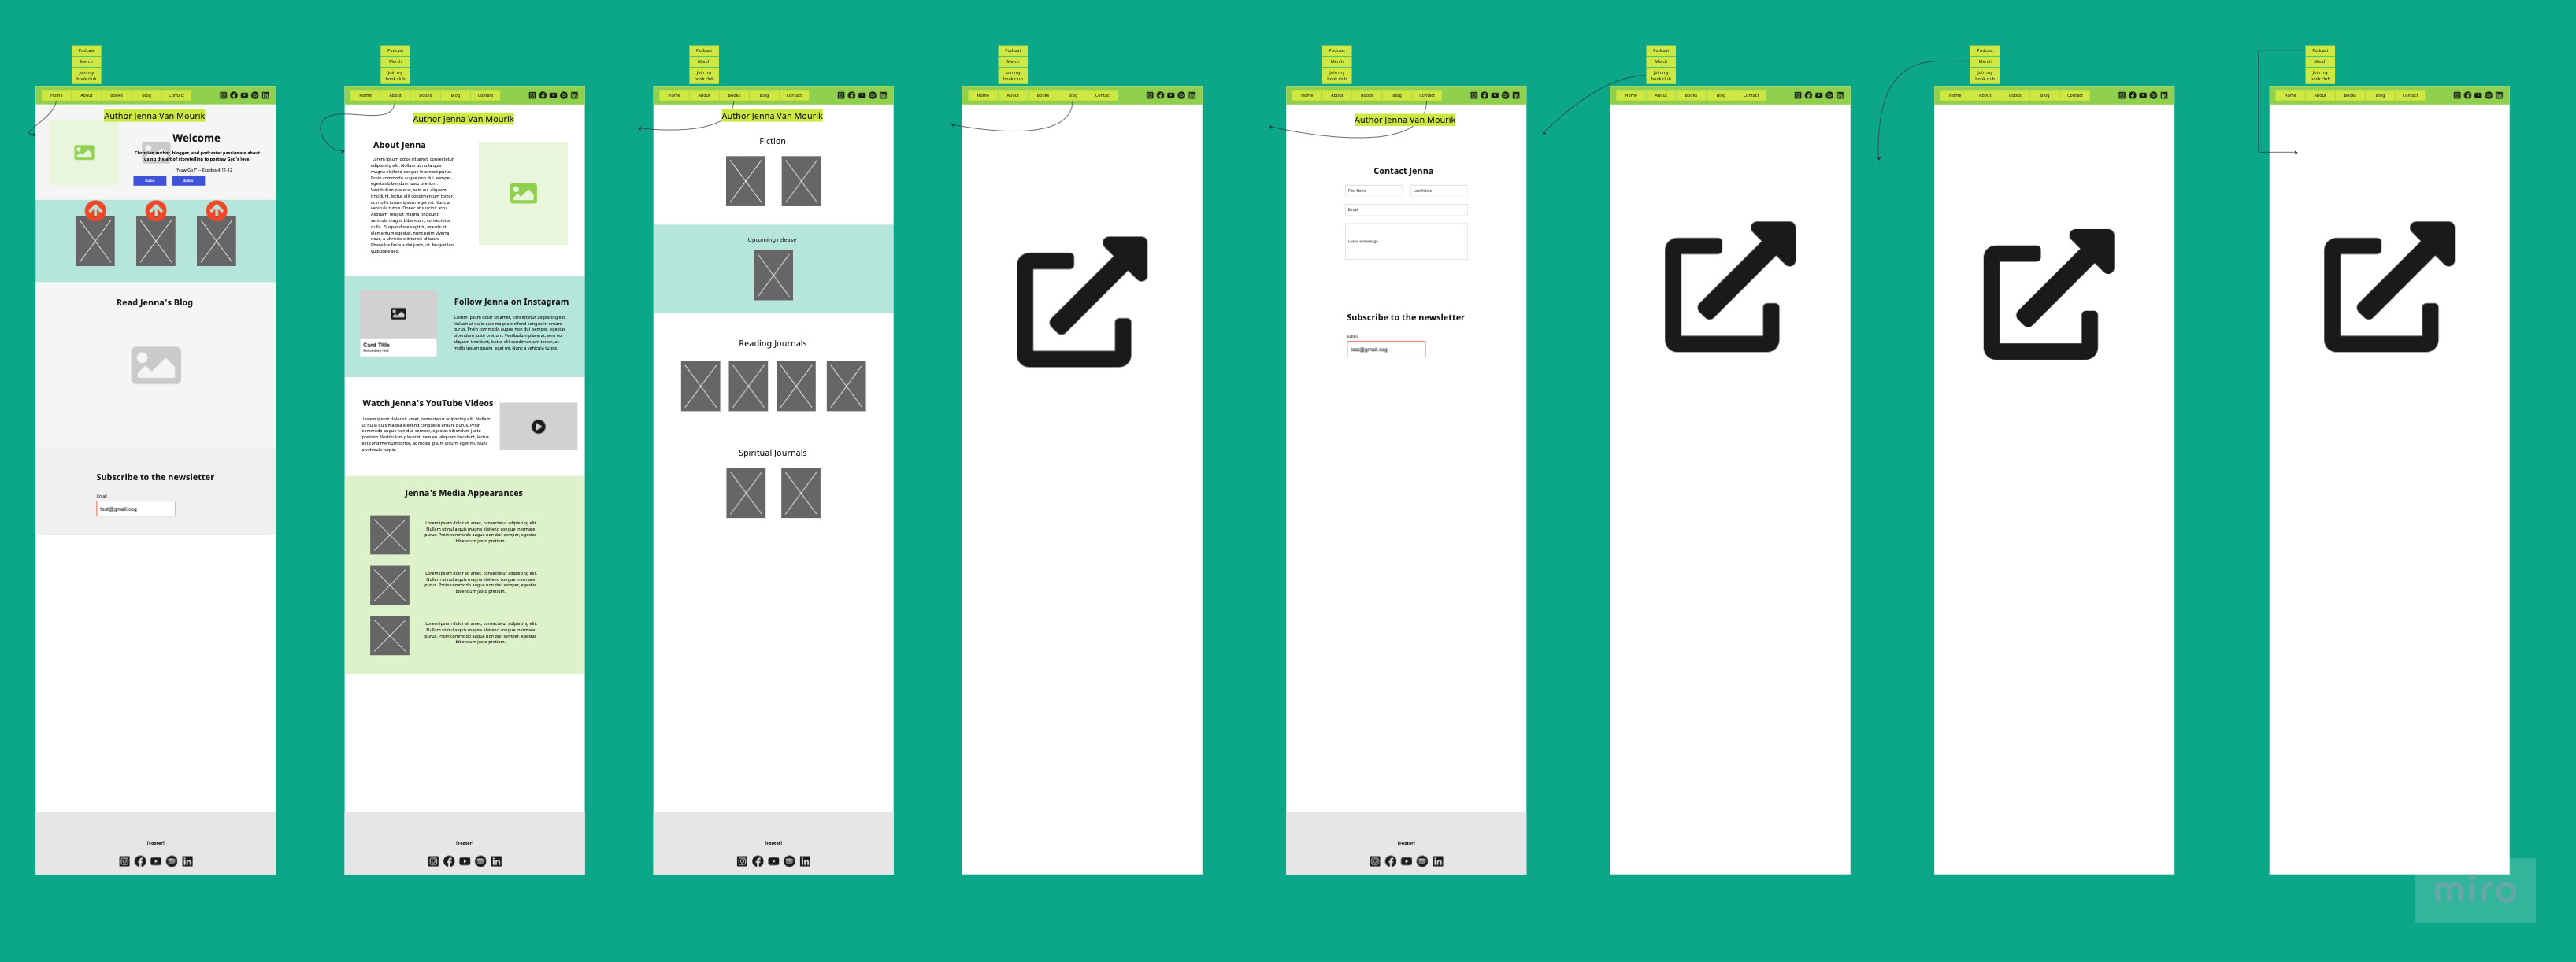 Podcast
Merch
Join my
book club
Home About Books Blog Contact
Author Jenna Van Mourik
Welcome
Christian author, blogger, and podcaster passionate about
using the art of storytelling to portray God's love.
"Now Go!" -- Exodus 4:11-12
Button Button
Read Jenna's Blog
Subscribe to the newsletter
Email
test@gmail.cog
[Footer]
Podcast
Merch
Join my
book club
Home About Books Blog Contact
Author Jenna Van Mourik
About Jenna
Lorem ipsum dolor sit amet, consectetur
adipiscing elit. Nullam ut nulla quis
magna eleifend congue in ornare
purus. Proin commodo augue non
dui semper, egestas bibendum justo pretium.
Vestibulum placerat, sem eu aliquam
tincidunt, lectus elit condimentum tortor,
ac mollis ipsum ipsum eget mi. Nunc a
vehicula turpis. Donec at suscipit arcu.
Aliquam feugiat magna tincidunt,
vehicula magna bibendum, consectetur
nulla. Suspendisse sagittis, mauris et
elementum egestas, nunc enim viverra
risus, a ultricies elit turpis id lacus.
Phasellus finibus dui justo, ut feugiat leo
vulputate sed.
Follow Jenna on Instagram
Lorem ipsum dolor sit amet, consectetur adipiscing elit.
Nullam ut nulla quis magna eleifend congue in ornare
purus. Proin commodo augue non dui semper, egestas
bibendum justo pretium. Vestibulum placerat, sem eu
aliquam tincidunt, lectus elit condimentum tortor, ac
mollis ipsum ipsum eget mi. Nunc a vehicula turpis.
Card Title
Secondary text
Watch Jenna's YouTube Videos
Lorem ipsum dolor sit amet, consectetur adipiscing elit. Nullam
ut nulla quis magna eleifend congue in ornare purus. Proin
commodo augue non dui semper, egestas bibendum justo
pretium. Vestibulum placerat, sem eu aliquam tincidunt, lectus
elit condimentum tortor, ac mollis ipsum ipsum eget mi. Nunc
a vehicula turpis.
Jenna's Media Appearances
Lorem ipsum dolor sit amet, consectetur adipiscing elit.
Nullam ut nulla quis magna eleifend congue in ornare
purus. Proin commodo augue non dui semper, egestas
bibendum justo pretium.
Lorem ipsum dolor sit amet, consectetur adipiscing elit.
Nullam ut nulla quis magna eleifend congue in ornare
purus. Proin commodo augue non dui semper, egestas
bibendum justo pretium.
Lorem ipsum dolor sit amet, consectetur adipiscing elit.
Nullam ut nulla quis magna eleifend congue in ornare
purus. Proin commodo augue non dui semper, egestas
bibendum justo pretium.
[Footer]
Podcast
Merch
Join my
book club
Home About Books Blog Contact
Author Jenna Van Mourik
Fiction
Upcoming release
Reading Journals
Spiritual Journals
[Footer]
Podcast
Merch
Join my
book club
Home About Books Blog Contact
Podcast
Merch
Join my
book club
Home About Books Blog Contact
Author Jenna Van Mourik
Contact Jenna
First Name Last Name
Email
Leave a message
Subscribe to the newsletter
Email
test@gmail.cog
[Footer]
Podcast
Merch
Join my
book club
Home About Books Blog Contact
Podcast
Merch
Join my
book club
Home About Books Blog Contact
Podcast
Merch
Join my
book club
Home About Books Blog Contact
miro